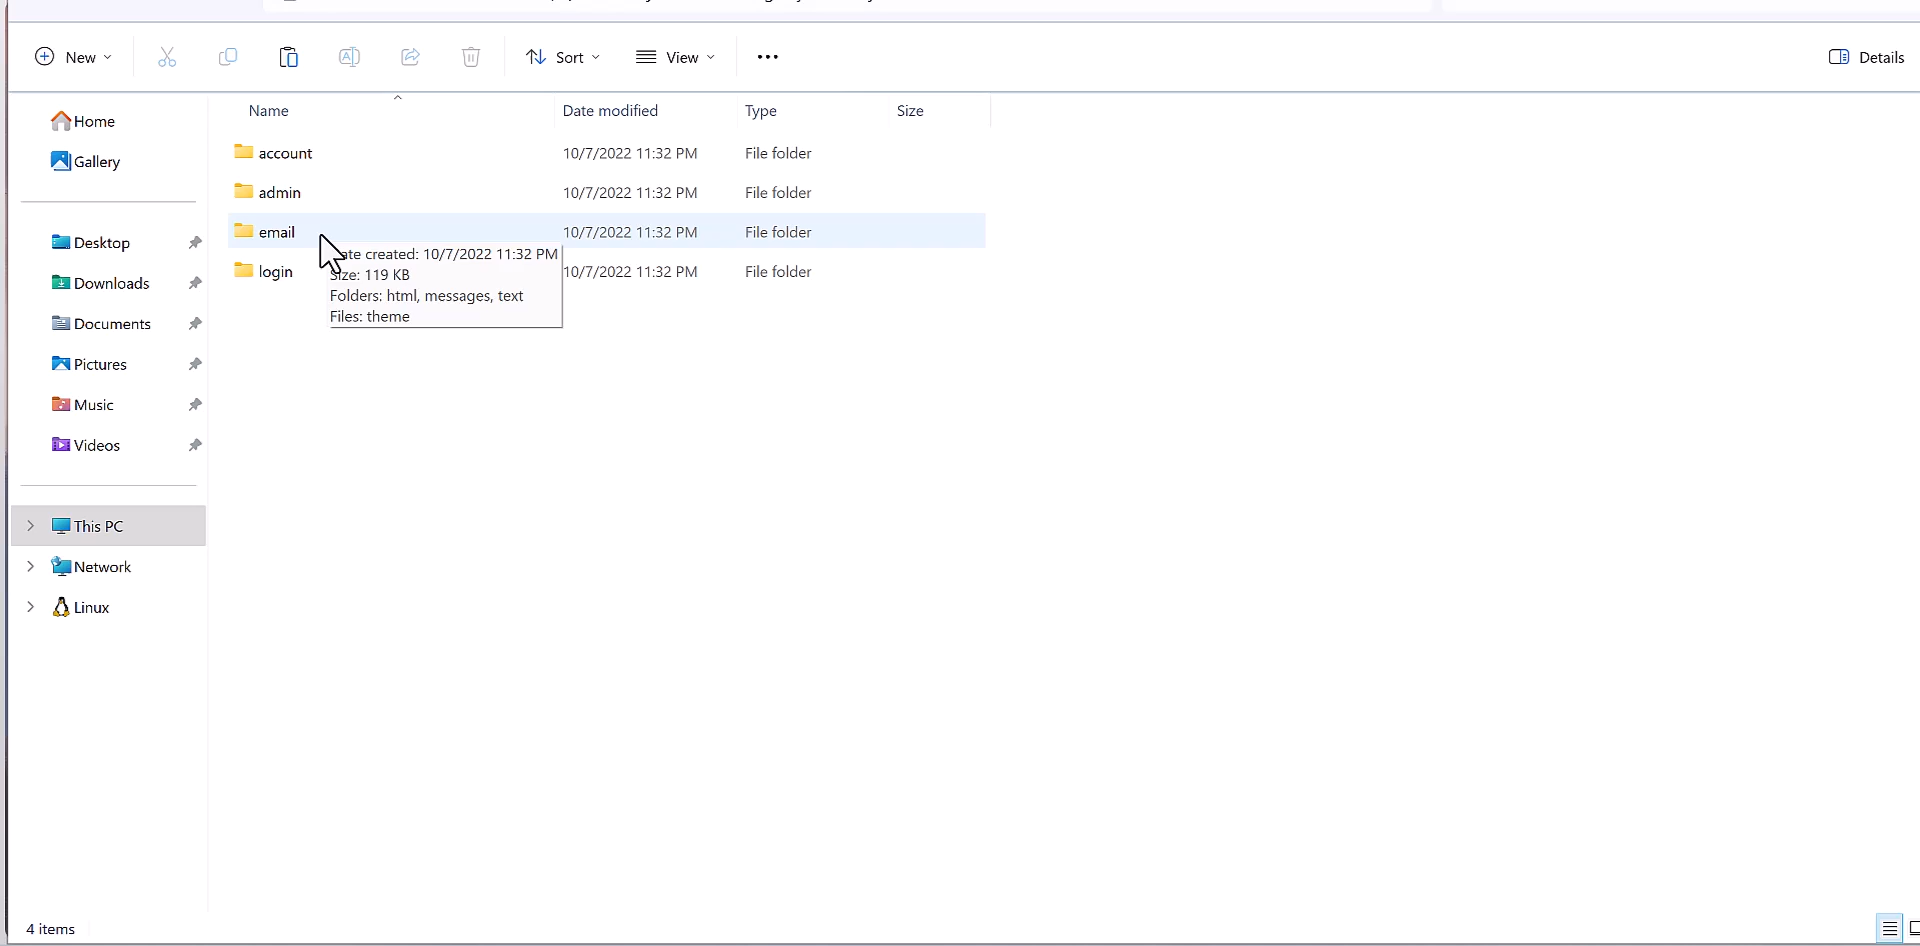 New
Sort
View
Details
Name
Date modified
Type
Size
Home
Gallery
Desktop
Downloads
Documents
Pictures
Music
Videos
This PC
Network
Linux
account 10/7/2022 11:32 PM File folder
admin 10/7/2022 11:32 PM File folder
email 10/7/2022 11:32 PM File folder
login 10/7/2022 11:32 PM File folder
ate created: 10/7/2022 11:32 PM
Size: 119 KB
Folders: html, messages, text
Files: theme
4 items